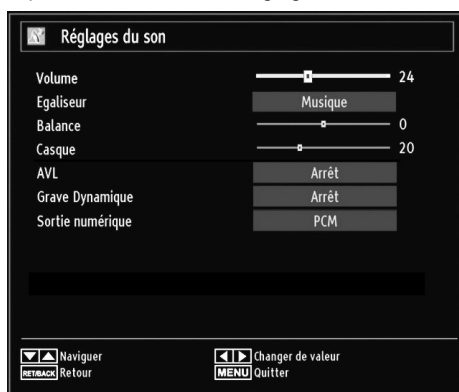 Réglages du son
Volume 24
Egaliseur Musique
Balance 0
Casque 20
AVL Arrêt
Grave Dynamique Arrêt
Sortie numérique PCM
Naviguer Changer de valeur
RET/BACK Retour MENU Quitter